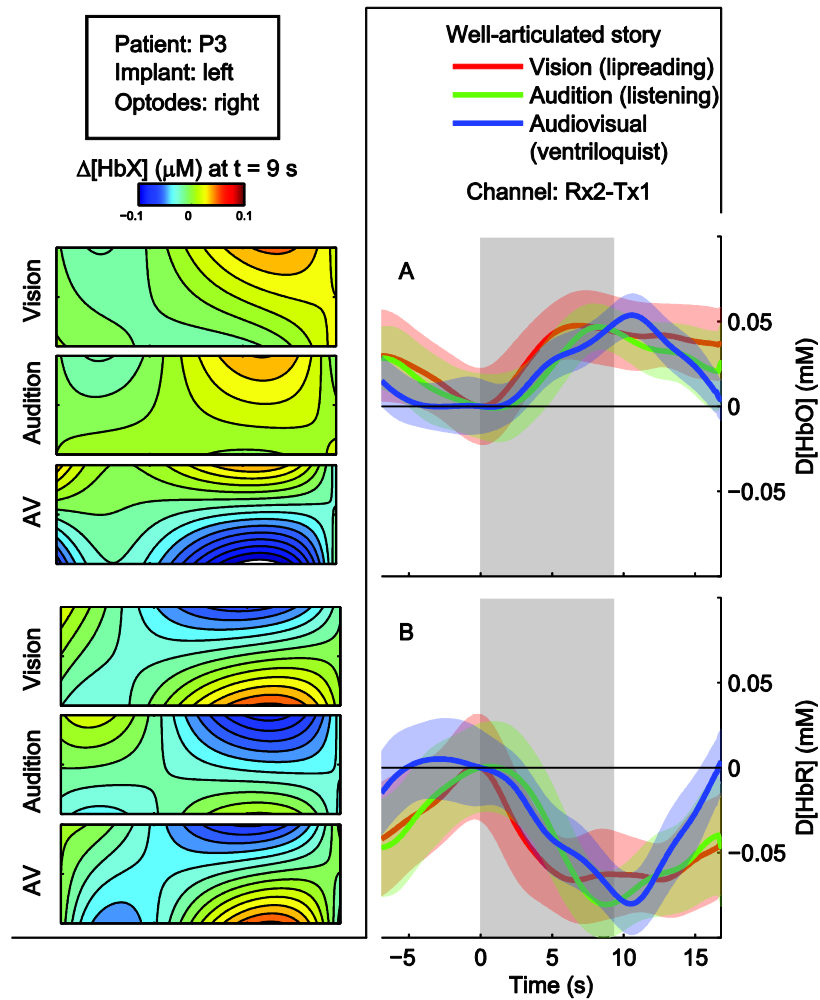 Patient: P3
Implant: left
Optodes: right
Δ[HbX] (μM) at t = 9 s
−0.1
0
0.1
Vision
Audition
AV
Vision
Audition
AV
Well-articulated story
Vision (lipreading)
Audition (listening)
Audiovisual
(ventriloquist)
Channel: Rx2-Tx1
A
0.05
0
−0.05
D[HbO] (mM)
B
0.05
0
−0.05
D[HbR] (mM)
−5
0
5
10
15
Time (s)